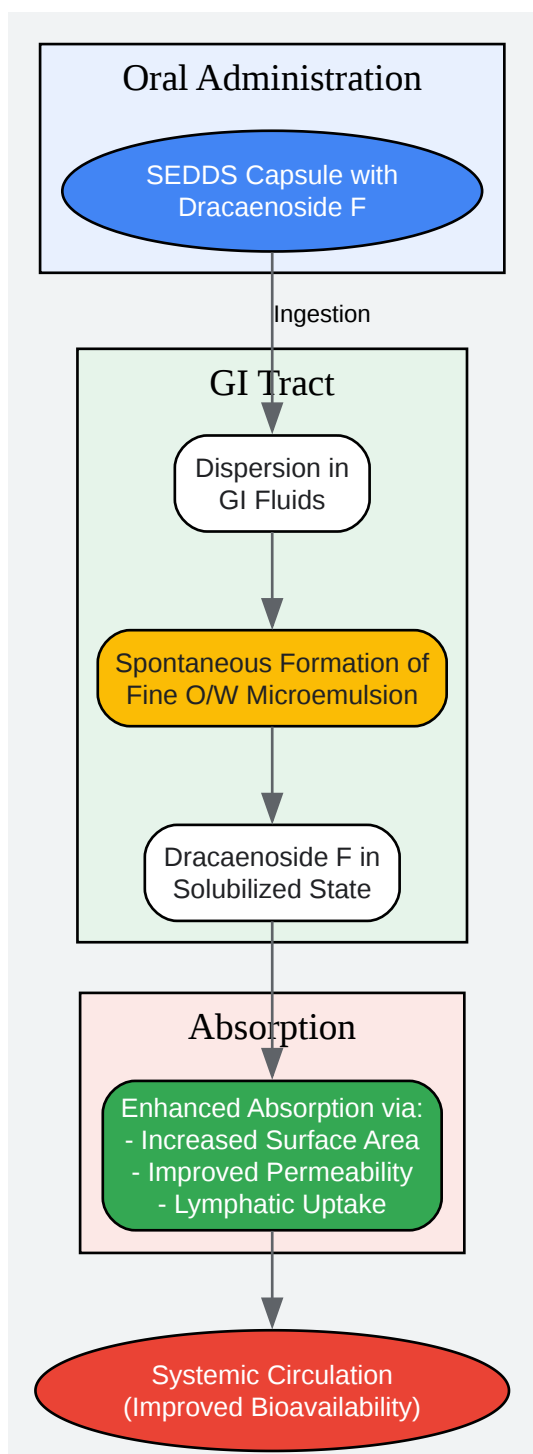 Oral Administration
SEDDS Capsule with
Dracaenoside F
Ingestion
GI Tract
Dispersion in
GI Fluids
Spontaneous Formation of
Fine O/W Microemulsion
Dracaenoside F in
Solubilized State
Absorption
Enhanced Absorption via:
- Increased Surface Area
- Improved Permeability
- Lymphatic Uptake
Systemic Circulation
(Improved Bioavailability)